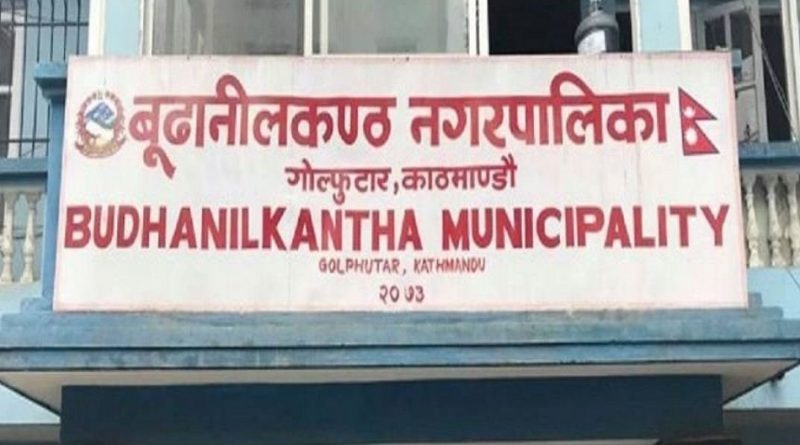 बूढानीलकण्ठ नगरपालिका
गोल्फुटार, काठमाण्डौ
BUDHANILKANTHA MUNICIPALITY
GOLPHUTAR, KATHMANDU
२०७३